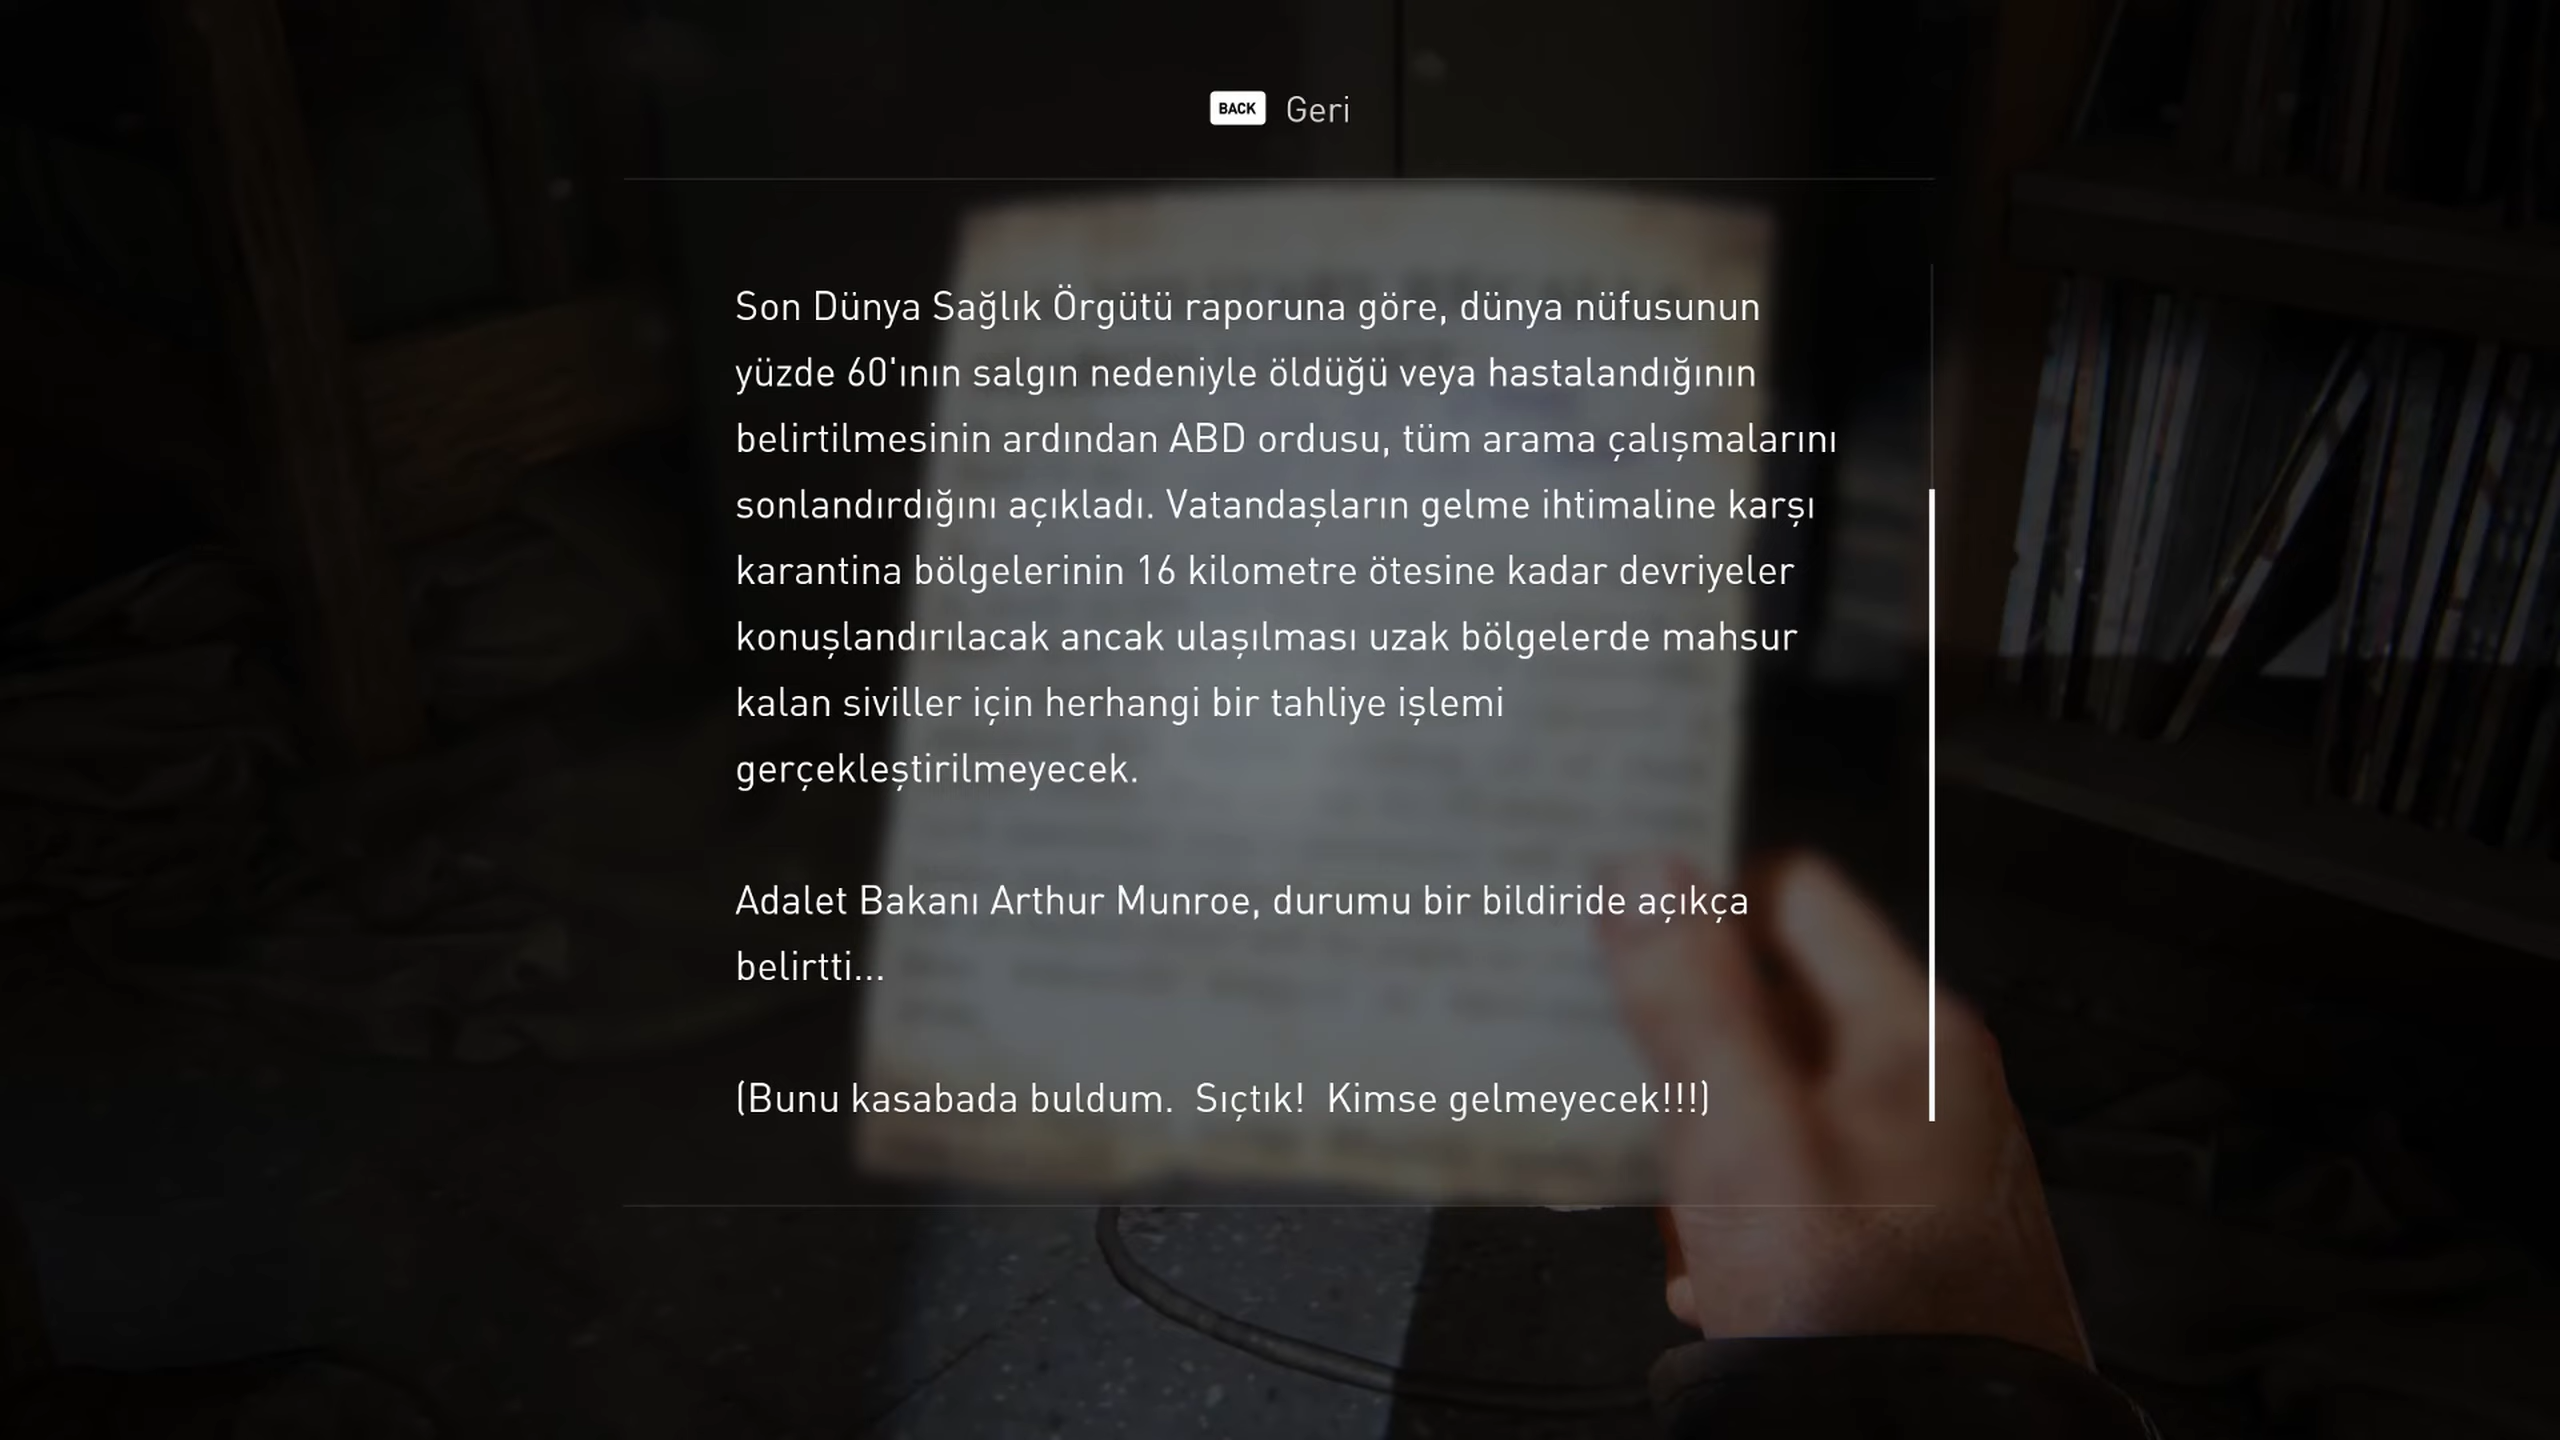 BACK Geri
Son Dünya Sağlık Örgütü raporuna göre, dünya nüfusunun
yüzde 60'ının salgın nedeniyle öldüğü veya hastalandığının
belirtilmesinin ardından ABD ordusu, tüm arama çalışmalarını
sonlandırdığını açıkladı. Vatandaşların gelme ihtimaline karşı
karantina bölgelerinin 16 kilometre ötesine kadar devriyeler
konuşlandırılacak ancak ulaşılması uzak bölgelerde mahsur
kalan siviller için herhangi bir tahliye işlemi
gerçekleştirilmeyecek.
Adalet Bakanı Arthur Munroe, durumu bir bildiride açıkça
belirtti...
(Bunu kasabada buldum.  Sıçtık!  Kimse gelmeyecek!!!)